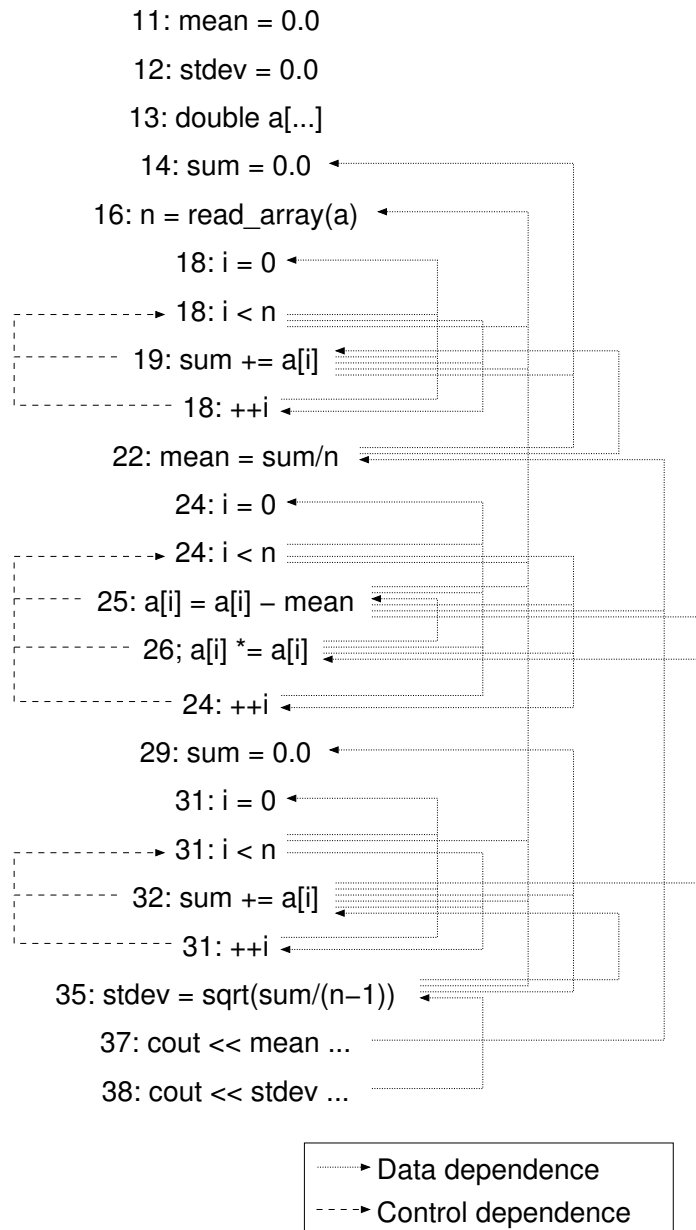 11: mean = 0.0
12: stdev = 0.0
13: double a[...]
14: sum = 0.0
16: n = read_array(a)
18: i = 0
18: i < n
19: sum += a[i]
18: ++i
22: mean = sum/n
24: i = 0
24: i < n
25: a[i] = a[i] − mean
26; a[i] *= a[i]
24: ++i
29: sum = 0.0
31: i = 0
31: i < n
32: sum += a[i]
31: ++i
35: stdev = sqrt(sum/(n−1))
37: cout << mean ...
38: cout << stdev ...
Data dependence
Control dependence